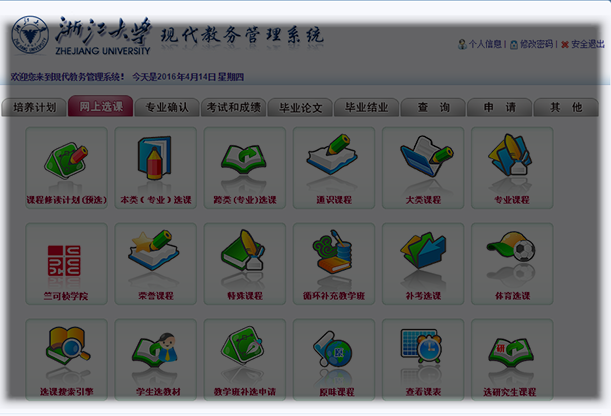 浙江大学 现代教务管理系统
ZHEJIANG UNIVERSITY
个人信息 | 修改密码 | 安全退出
欢迎您来到现代教务管理系统! 今天是2016年4月14日 星期四
培养计划 网上选课 专业确认 考试和成绩 毕业论文 毕业结业 查 询 申 请 其 他
课程修读计划(预选) 本类(专业)选课 跨类(专业)选课 通识课程 大类课程 专业课程
竺可桢学院 荣誉课程 特殊课程 循环补充教学班 补考选课 体育选课
选课搜索引擎 学生选教材 教学班补选申请 原味课程 查看课表 选研究生课程